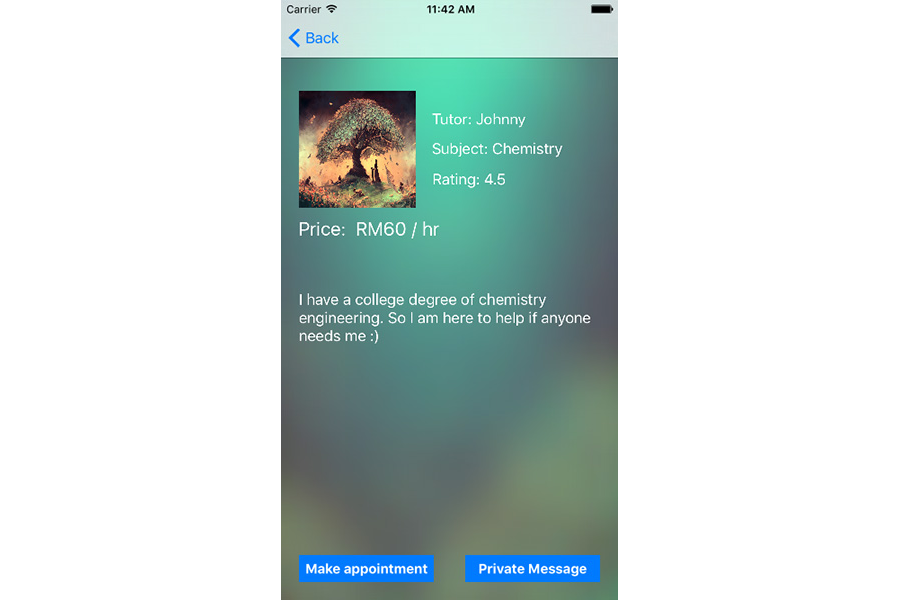 Carrier 11:42 AM
Back
Tutor: Johnny
Subject: Chemistry
Rating: 4.5
Price: RM60 / hr
I have a college degree of chemistry
engineering. So I am here to help if anyone
needs me :)
Make appointment Private Message